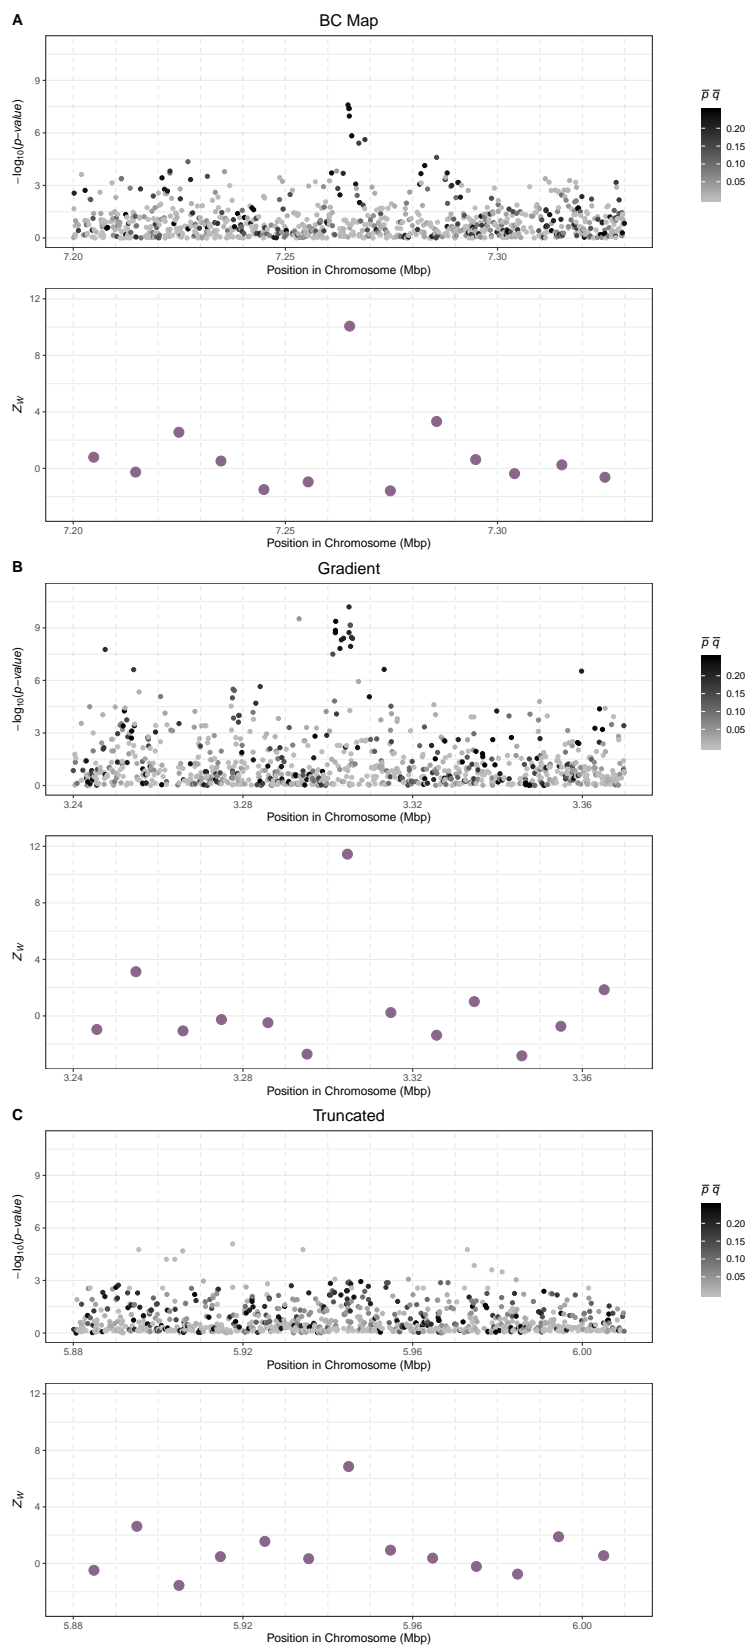 A
BC Map
9
6
3
0
−log10(p−value)
7.20
7.25
7.30
Position in Chromosome (Mbp)
p̅ q̅
0.20
0.15
0.10
0.05
12
8
4
0
ZW
7.20
7.25
7.30
Position in Chromosome (Mbp)
B
Gradient
9
6
3
0
−log10(p−value)
3.24
3.28
3.32
3.36
Position in Chromosome (Mbp)
p̅ q̅
0.20
0.15
0.10
0.05
12
8
4
0
ZW
3.24
3.28
3.32
3.36
Position in Chromosome (Mbp)
C
Truncated
9
6
3
0
−log10(p−value)
5.88
5.92
5.96
6.00
Position in Chromosome (Mbp)
p̅ q̅
0.20
0.15
0.10
0.05
12
8
4
0
ZW
5.88
5.92
5.96
6.00
Position in Chromosome (Mbp)